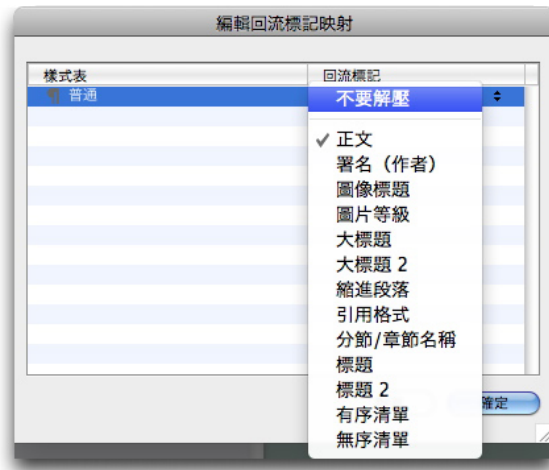 編輯回流標記映射
樣式表
回流標記
普通
不要解壓
正文
署名（作者）
圖像標題
圖片等級
大標題
大標題 2
縮進段落
引用格式
分節/章節名稱
標題
標題 2
確定
有序清單
無序清單